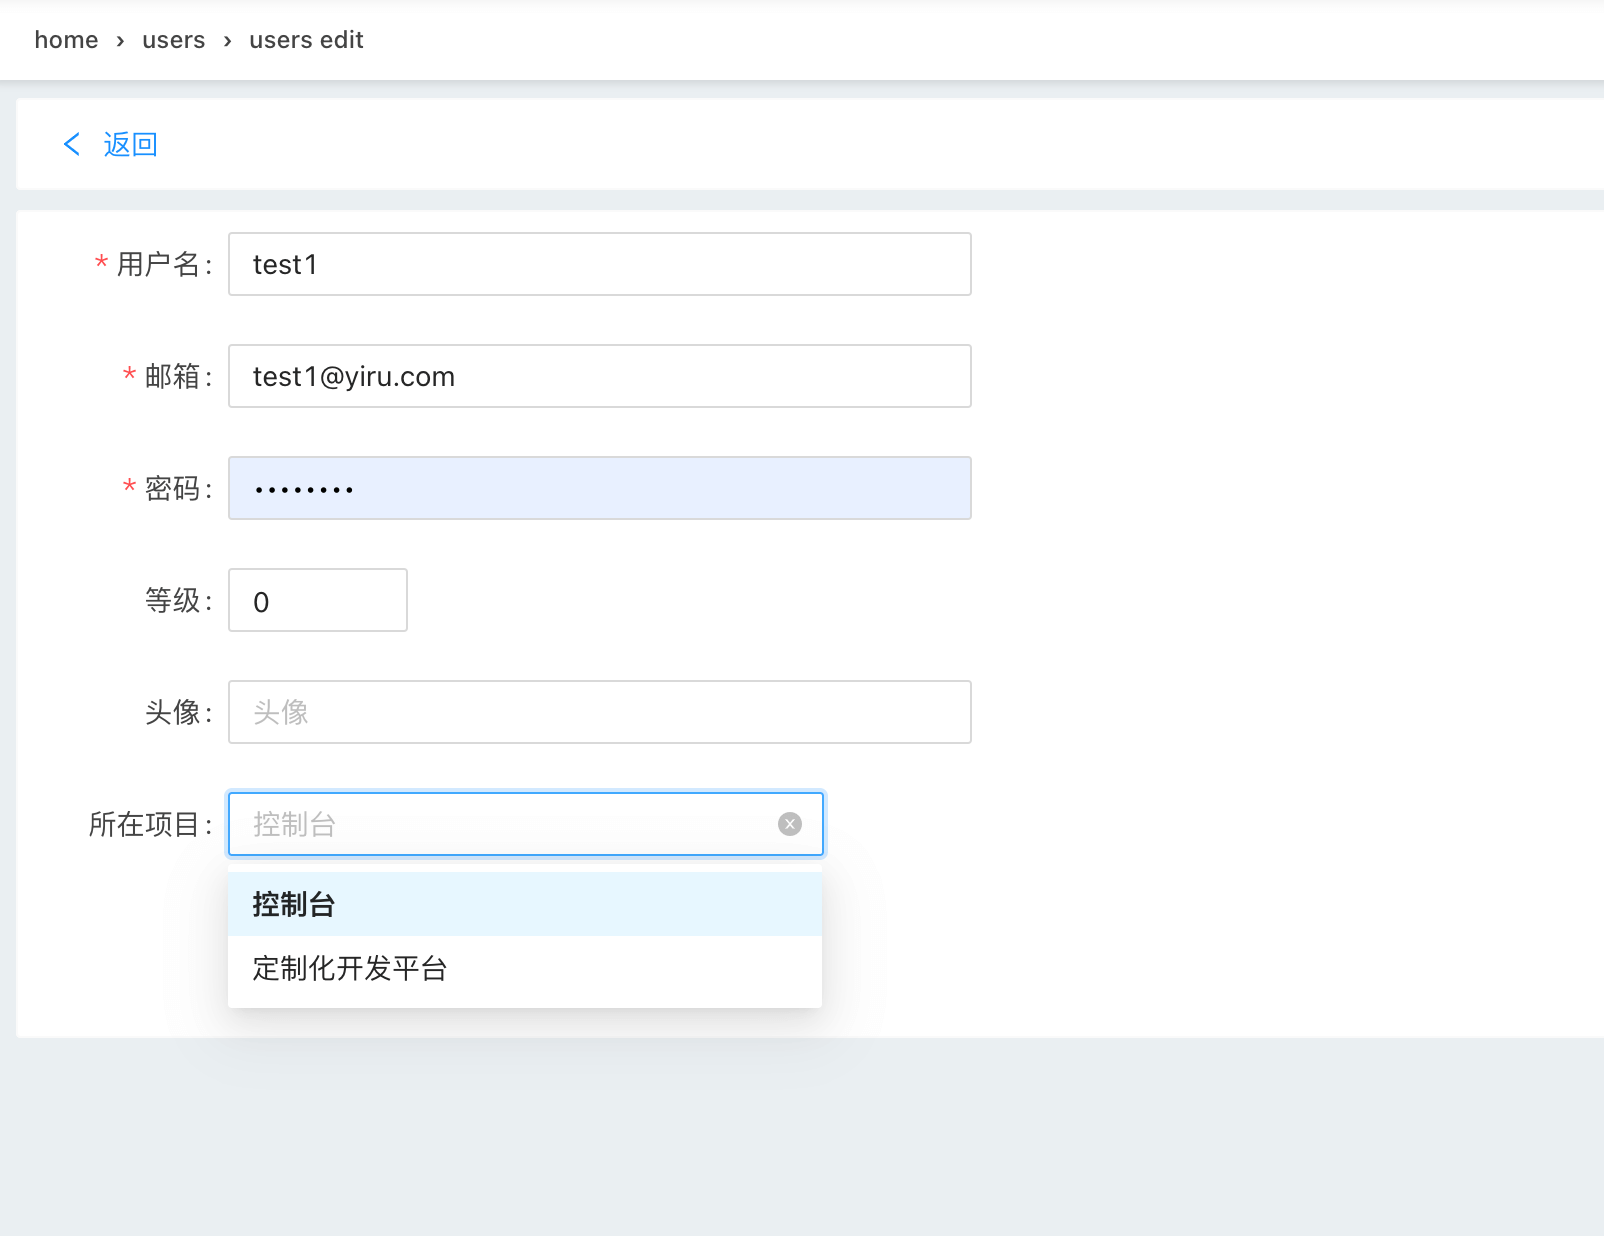 home › users › users edit
返回
* 用户名:
test1
* 邮箱:
test1@yiru.com
* 密码:
••••••••
等级:
0
头像:
头像
所在项目:
控制台
控制台
定制化开发平台